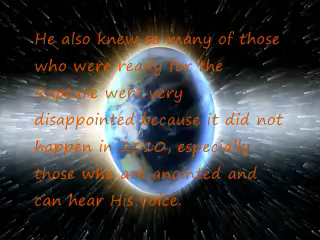 He also knew so many of those
who were ready for the
Rapture were very
disappointed because it did not
happen in 2010, especially
those who are anointed and
can hear His voice.